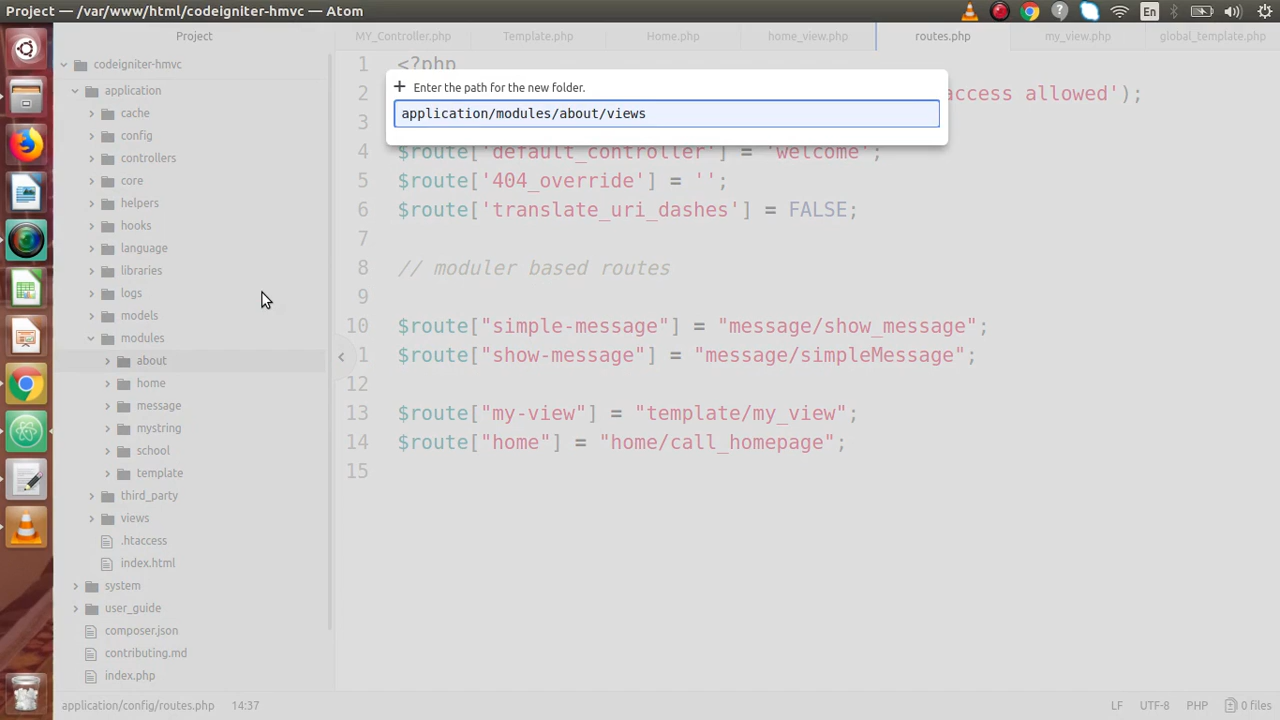 Project — /var/www/html/codeigniter-hmvc — Atom
En
Project
MY_Controller.php
Template.php
Home.php
home_view.php
routes.php
my_view.php
global_template.php
codeigniter-hmvc
application
cache
config
controllers
core
helpers
hooks
language
libraries
logs
models
modules
about
home
message
mystring
school
template
third_party
views
.htaccess
index.html
system
user_guide
composer.json
contributing.md
index.php
Enter the path for the new folder.
application/modules/about/views
1 <?php
2 access allowed');
3
4 $route['default_controller'] = 'welcome';
5 $route['404_override'] = '';
6 $route['translate_uri_dashes'] = FALSE;
7
8 // moduler based routes
9
10 $route["simple-message"] = "message/show_message";
1 $route["show-message"] = "message/simpleMessage";
12
13 $route["my-view"] = "template/my_view";
14 $route["home"] = "home/call_homepage";
15
application/config/routes.php 14:37 LF UTF-8 PHP 0 files